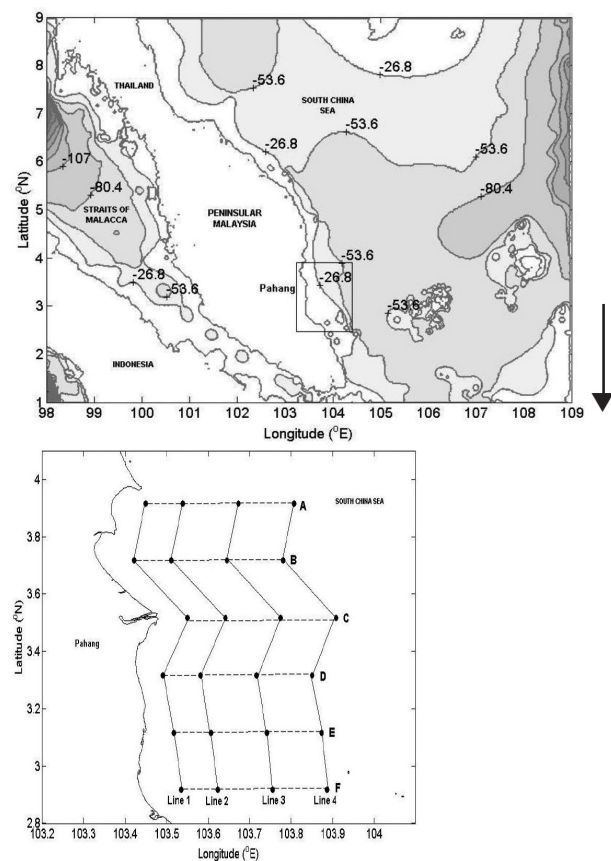 9
8
7
6
5
4
3
2
1
Latitude (°N)
THAILAND
SOUTH CHINA
SEA
-26.8
-53.6
-53.6
-26.8
-53.6
-107
-80.4
-80.4
STRAITS OF
MALACCA
PENINSULAR
MALAYSIA
-53.6
-26.8
-26.8
-53.6
Pahang
-53.6
INDONESIA
98 99 100 101 102 103 104 105 106 107 108 109
Longitude (°E)
4
3.8
3.6
3.4
3.2
3
2.8
Latitude (°N)
SOUTH CHINA SEA
A
B
C
Pahang
D
E
F
Line 1 Line 2 Line 3 Line 4
103.2 103.3 103.4 103.5 103.6 103.7 103.8 103.9 104
Longitude (°E)